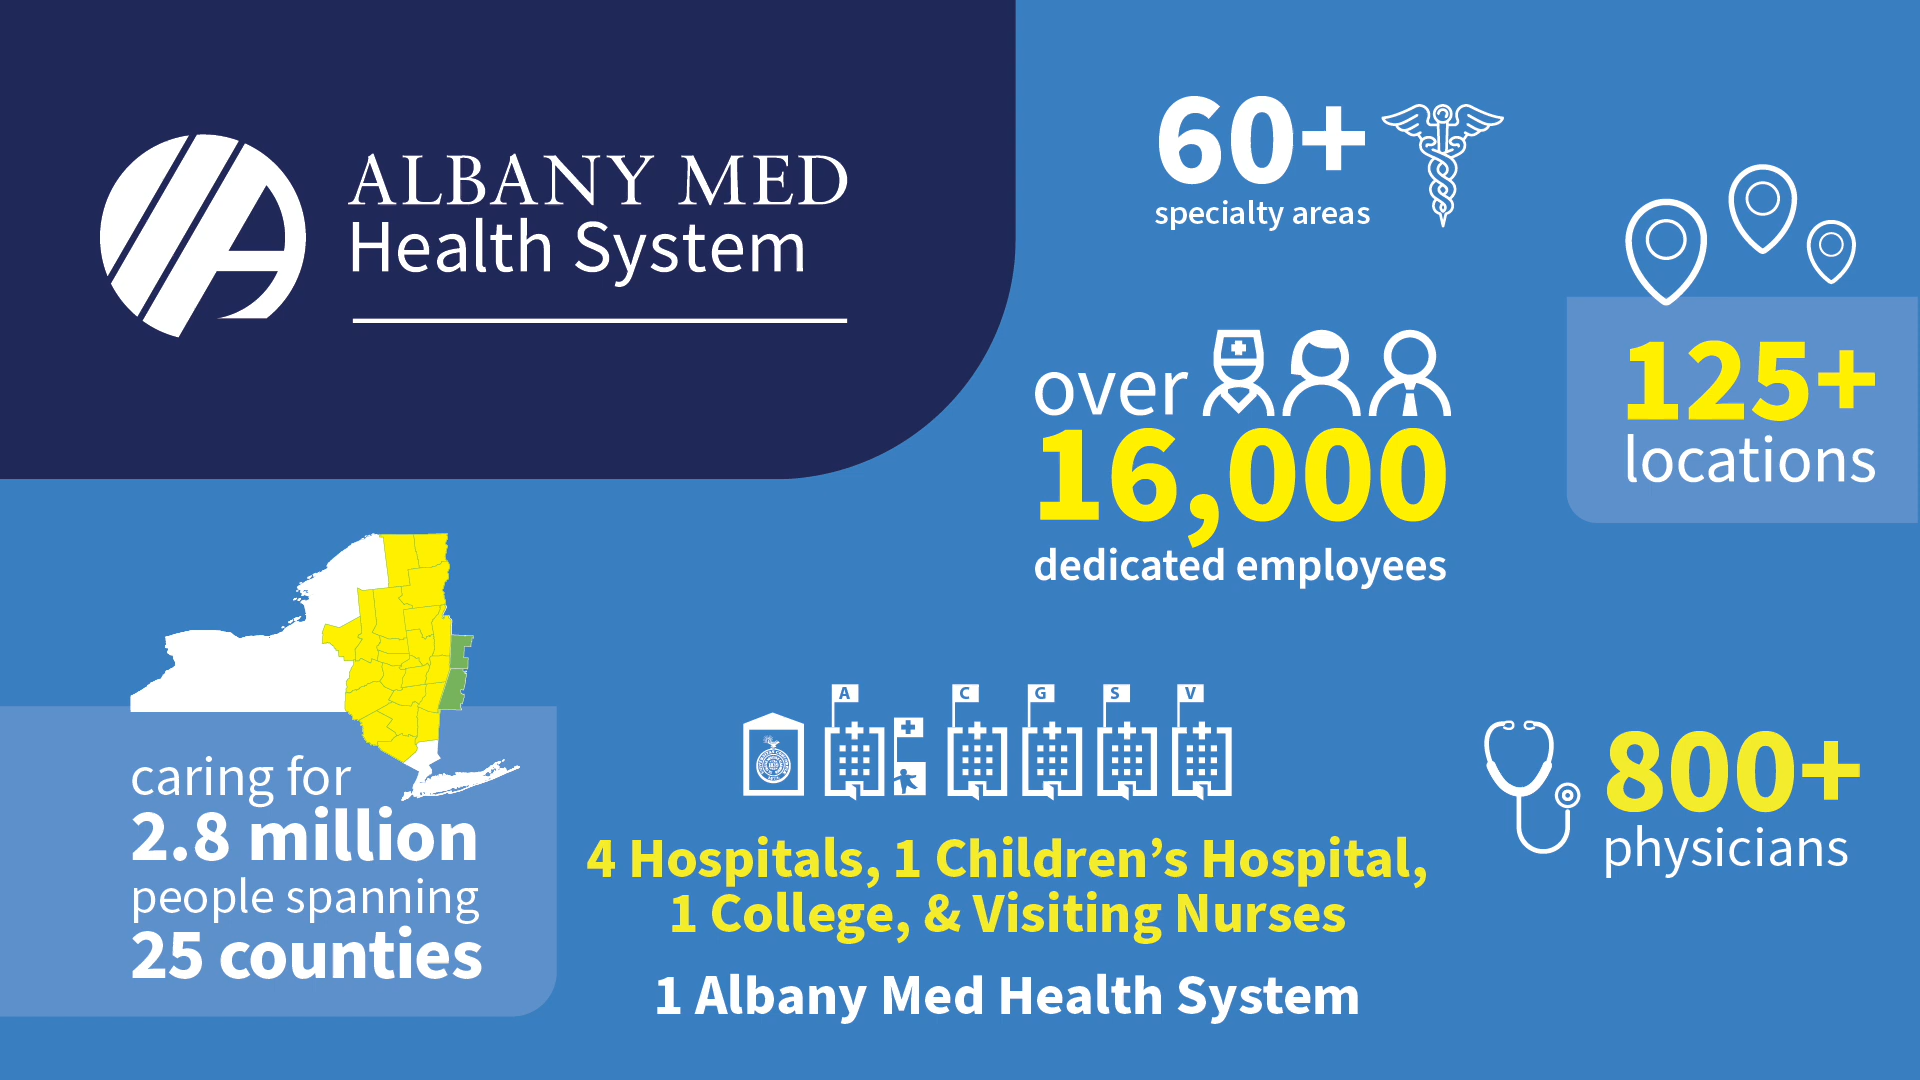 ALBANY MED
Health System
60+
specialty areas
over
16,000
dedicated employees
125+
locations
caring for
2.8 million
people spanning
25 counties
A C G S V
4 Hospitals, 1 Children’s Hospital,
1 College, & Visiting Nurses
1 Albany Med Health System
800+
physicians